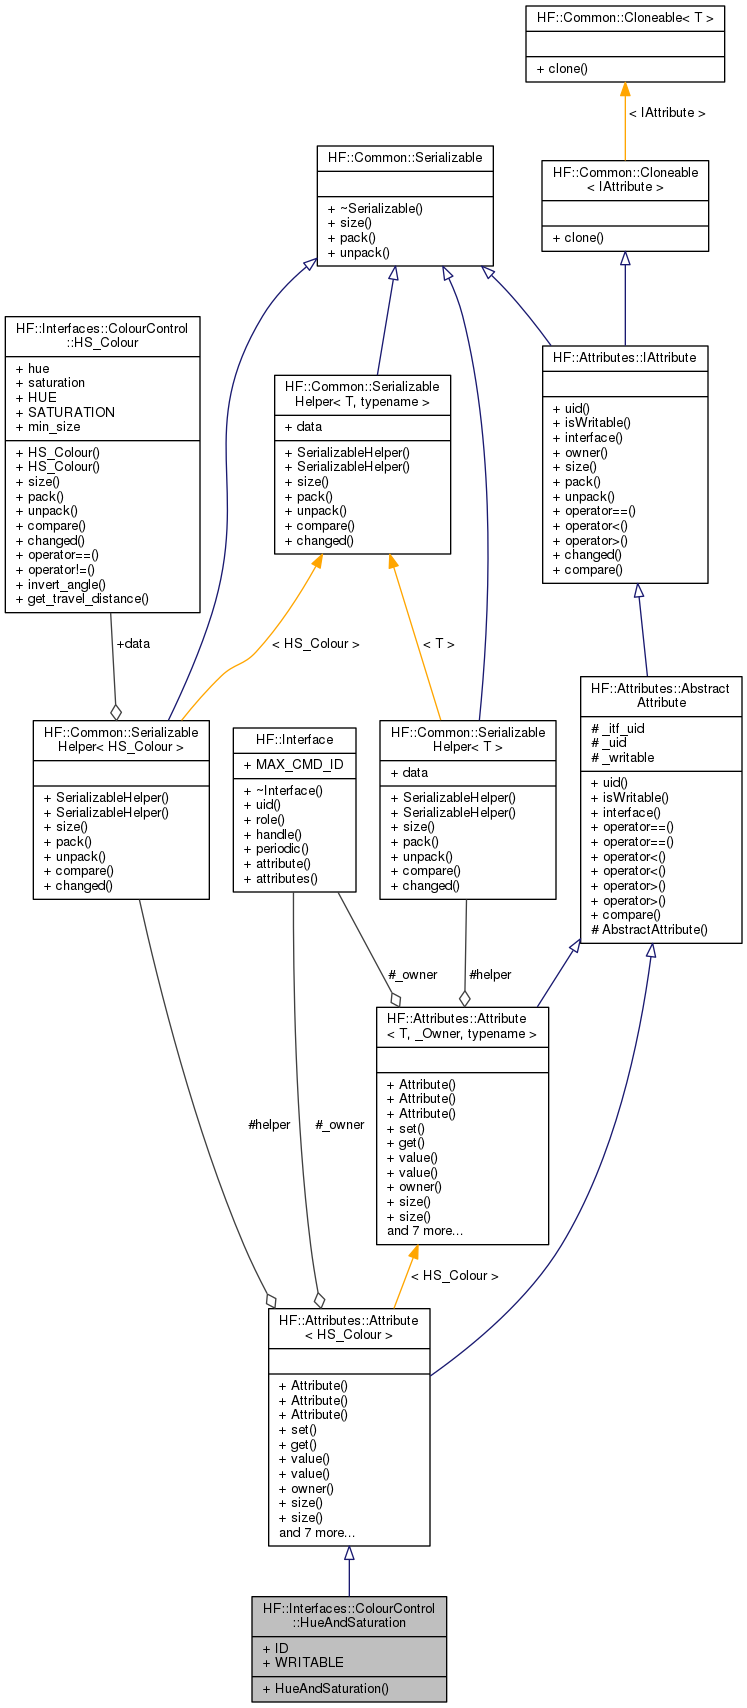 HF::Common::Cloneable< T >
+ clone()
< IAttribute >
HF::Common::Serializable
+ ~Serializable()
+ size()
+ pack()
+ unpack()
HF::Common::Cloneable
< IAttribute >
+ clone()
HF::Interfaces::ColourControl
::HS_Colour
+ hue
+ saturation
+ HUE
+ SATURATION
+ min_size
+ HS_Colour()
+ HS_Colour()
+ size()
+ pack()
+ unpack()
+ compare()
+ changed()
+ operator==()
+ operator!=()
+ invert_angle()
+ get_travel_distance()
HF::Common::Serializable
Helper< T, typename >
+ data
+ SerializableHelper()
+ SerializableHelper()
+ size()
+ pack()
+ unpack()
+ compare()
+ changed()
HF::Attributes::IAttribute
+ uid()
+ isWritable()
+ interface()
+ owner()
+ size()
+ pack()
+ unpack()
+ operator==()
+ operator<()
+ operator>()
+ changed()
+ compare()
+data
< HS_Colour >
< T >
HF::Common::Serializable
Helper< HS_Colour >
+ SerializableHelper()
+ SerializableHelper()
+ size()
+ pack()
+ unpack()
+ compare()
+ changed()
HF::Interface
+ MAX_CMD_ID
+ ~Interface()
+ uid()
+ role()
+ handle()
+ periodic()
+ attribute()
+ attributes()
HF::Common::Serializable
Helper< T >
+ data
+ SerializableHelper()
+ SerializableHelper()
+ size()
+ pack()
+ unpack()
+ compare()
+ changed()
HF::Attributes::Abstract
Attribute
# _itf_uid
# _uid
# _writable
+ uid()
+ isWritable()
+ interface()
+ operator==()
+ operator==()
+ operator<()
+ operator<()
+ operator>()
+ operator>()
+ compare()
# AbstractAttribute()
#_owner
#helper
HF::Attributes::Attribute
< T, _Owner, typename >
+ Attribute()
+ Attribute()
+ Attribute()
+ set()
+ get()
+ value()
+ value()
+ owner()
+ size()
+ size()
and 7 more...
#helper
#_owner
< HS_Colour >
HF::Attributes::Attribute
< HS_Colour >
+ Attribute()
+ Attribute()
+ Attribute()
+ set()
+ get()
+ value()
+ value()
+ owner()
+ size()
+ size()
and 7 more...
HF::Interfaces::ColourControl
::HueAndSaturation
+ ID
+ WRITABLE
+ HueAndSaturation()